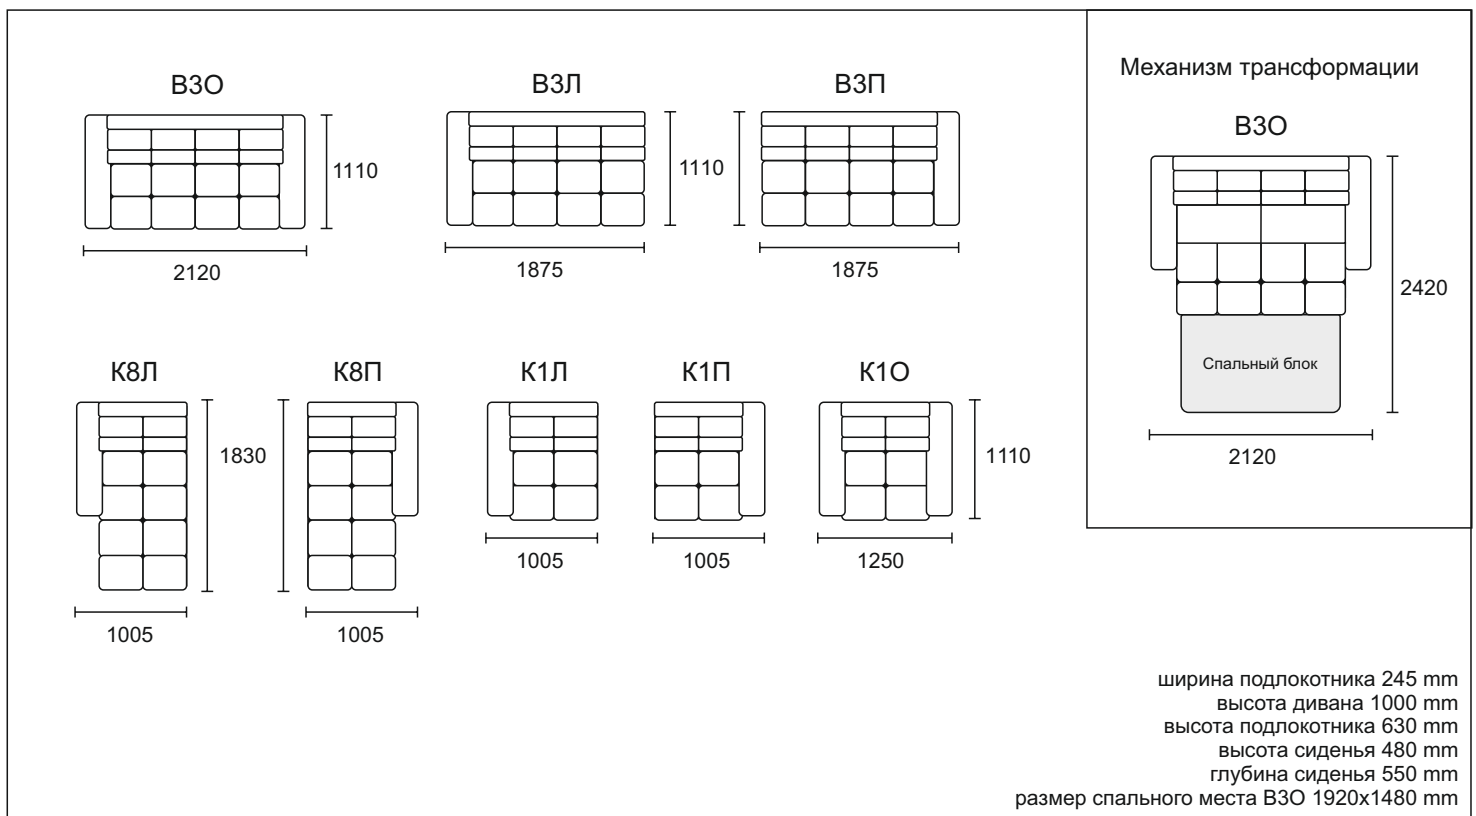 В3О
В3Л
В3П
1110
1110
2120
1875
1875
К8Л
К8П
К1Л
К1П
К1О
1830
1110
1005
1005
1250
1005
1005
Механизм трансформации
В3О
2420
Спальный блок
2120
ширина подлокотника 245 mm
высота дивана 1000 mm
высота подлокотника 630 mm
высота сиденья 480 mm
глубина сиденья 550 mm
размер спального места В3О 1920х1480 mm